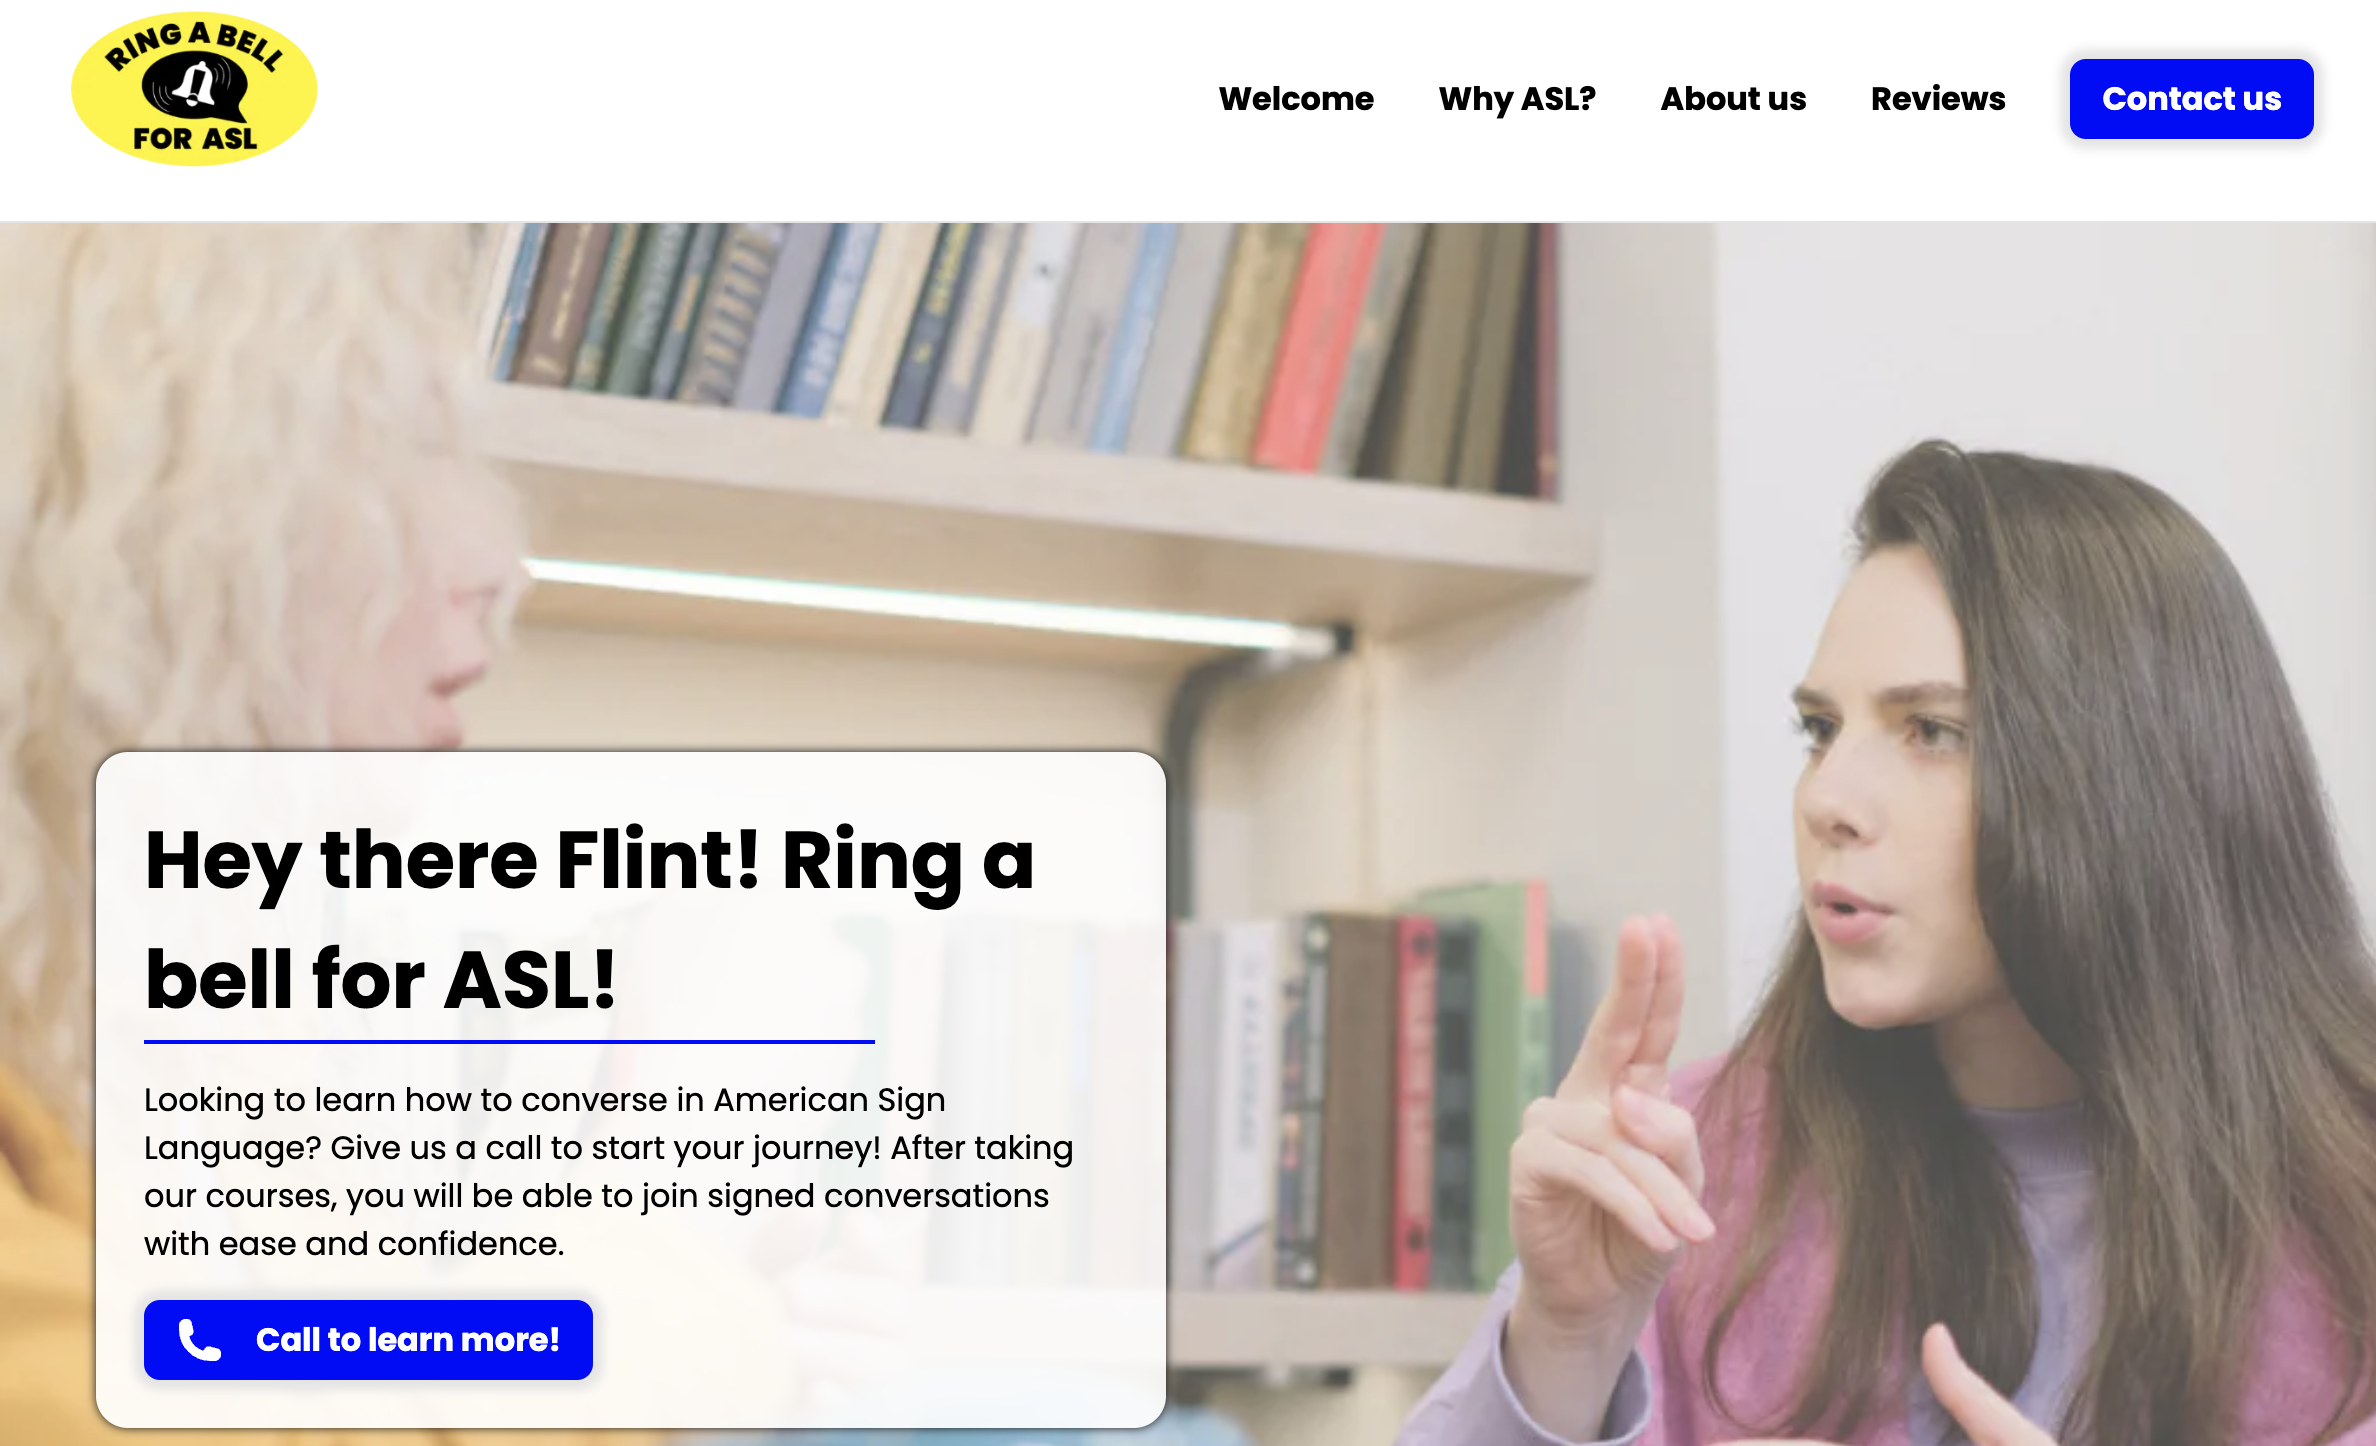 RING A BELL
FOR ASL
Welcome
Why ASL?
About us
Reviews
Contact us
Hey there Flint! Ring a
bell for ASL!
Looking to learn how to converse in American Sign
Language? Give us a call to start your journey! After taking
our courses, you will be able to join signed conversations
with ease and confidence.
Call to learn more!